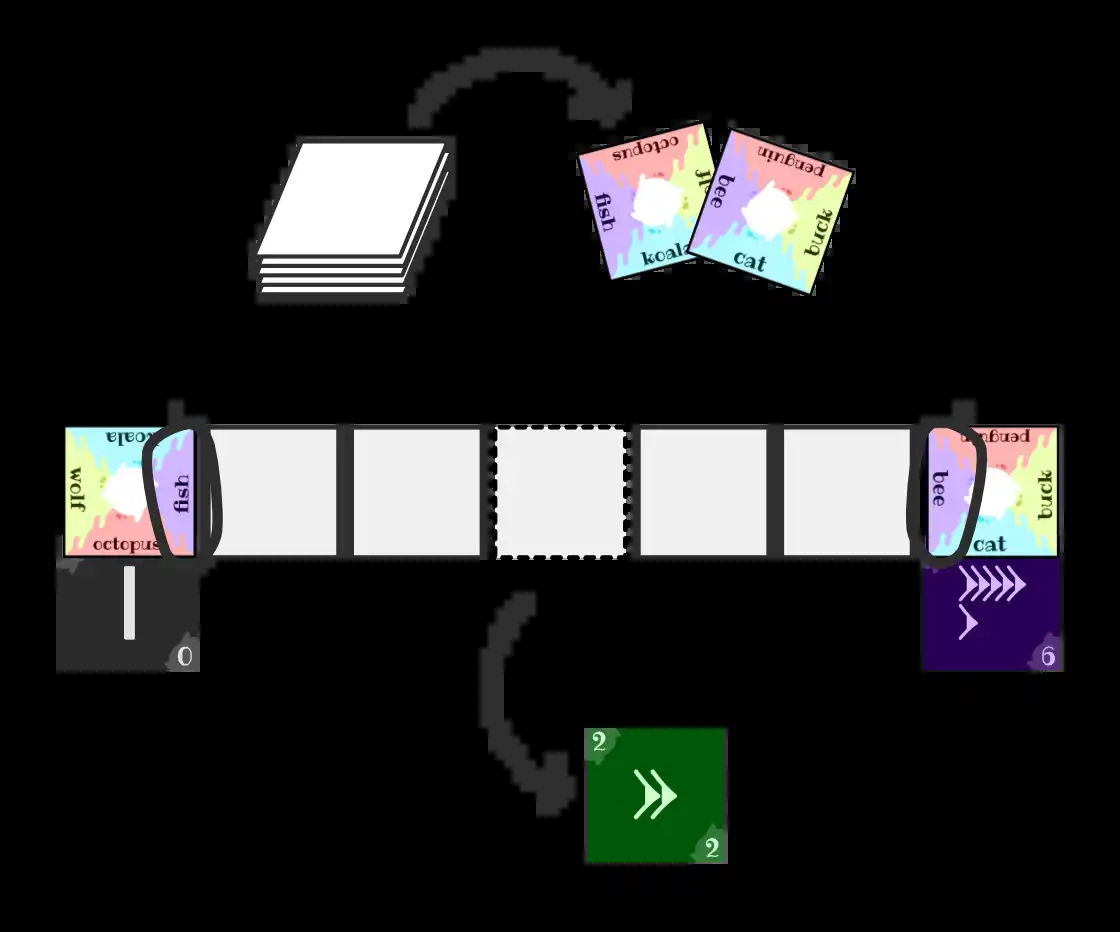 octopus
fish
koala
penguin
bee
buck
cat
koala
wolf
fish
octopus
penguin
bee
buck
cat
0
6
2
2